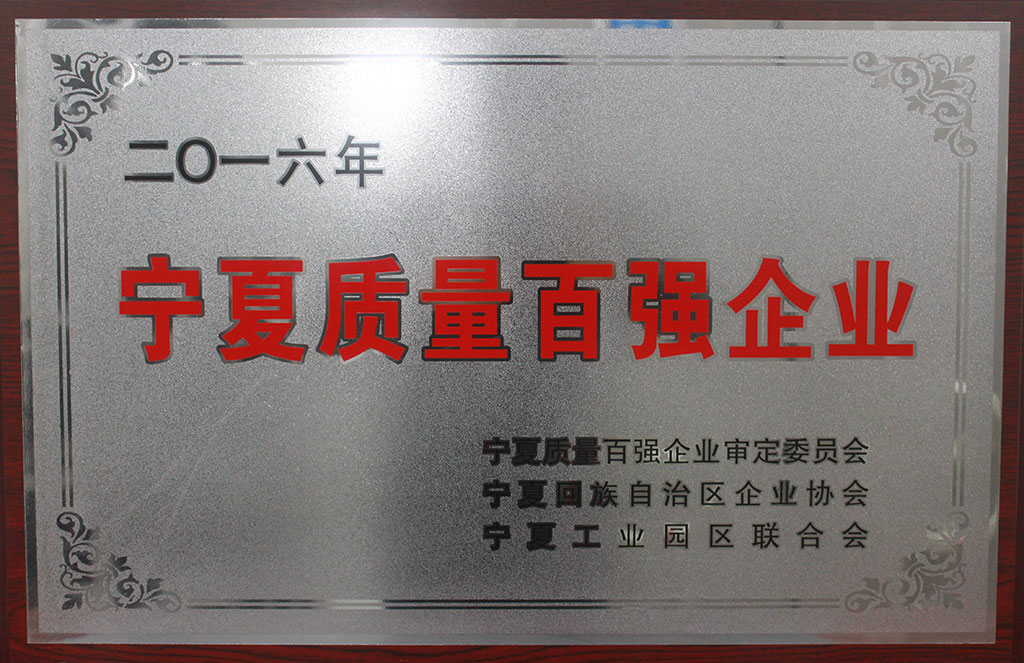 二〇一六年
宁夏质量百强企业
宁夏质量百强企业审定委员会
宁夏回族自治区企业协会
宁夏工业园区联合会